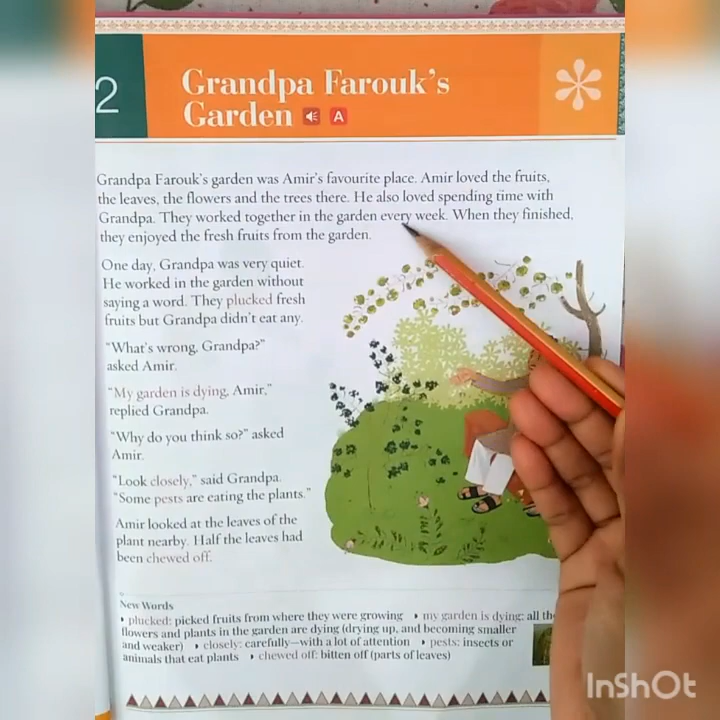 2
Grandpa Farouk's
Garden A
Grandpa Farouk's garden was Amir's favourite place. Amir loved the fruits,
the leaves, the flowers and the trees there. He also loved spending time with
Grandpa. They worked together in the garden every week. When they finished,
they enjoyed the fresh fruits from the garden.
One day, Grandpa was very quiet.
He worked in the garden without
saying a word. They plucked fresh
fruits but Grandpa didn't eat any.
"What's wrong, Grandpa?"
asked Amir.
"My garden is dying, Amir,"
replied Grandpa.
"Why do you think so?" asked
Amir.
"Look closely," said Grandpa.
"Some pests are eating the plants."
Amir looked at the leaves of the
plant nearby. Half the leaves had
been chewed off.
New Words
• plucked: picked fruits from where they were growing • my garden is dying: all the
flowers and plants in the garden are dying (drying up, and becoming smaller
and weaker) • closely: carefully—with a lot of attention • pests: insects or
animals that eat plants • chewed off: bitten off (parts of leaves)
InShOt